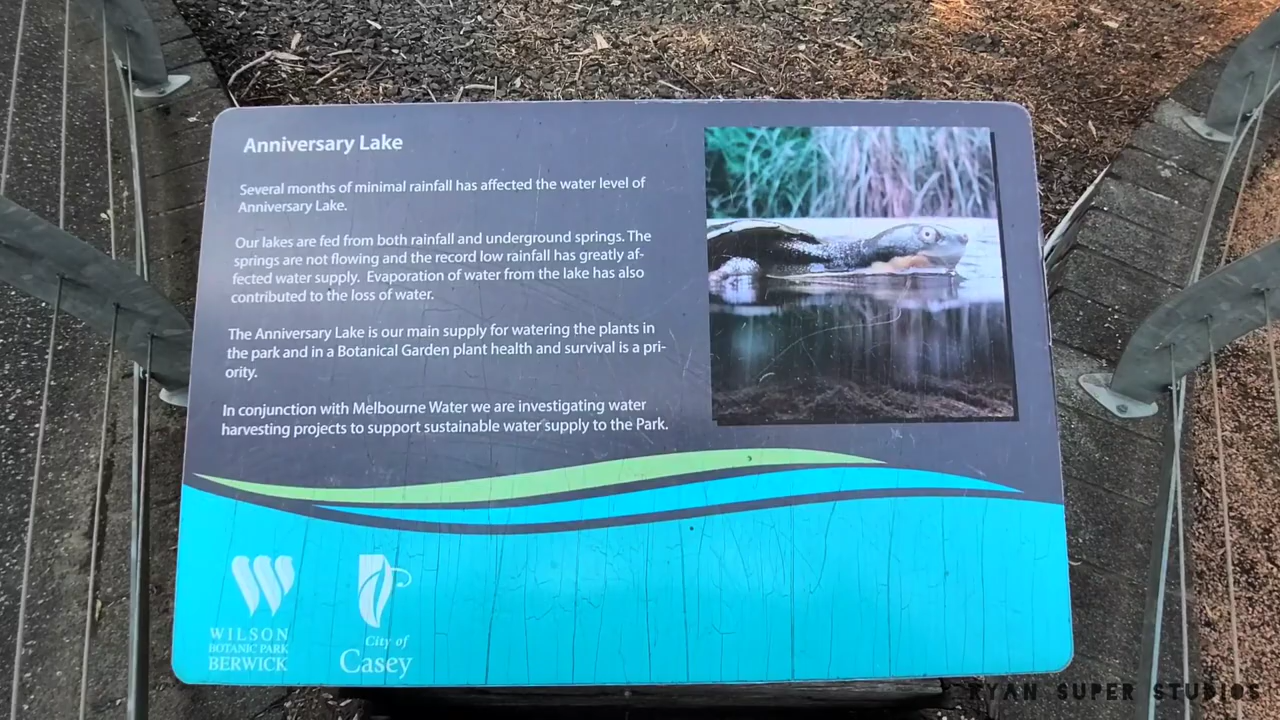 Anniversary Lake
Several months of minimal rainfall has affected the water level of
Anniversary Lake.
Our lakes are fed from both rainfall and underground springs. The
springs are not flowing and the record low rainfall has greatly af-
fected water supply. Evaporation of water from the lake has also
contributed to the loss of water.
The Anniversary Lake is our main supply for watering the plants in
the park and in a Botanical Garden plant health and survival is a pri-
ority.
In conjunction with Melbourne Water we are investigating water
harvesting projects to support sustainable water supply to the Park.
WILSON
BOTANIC PARK
BERWICK
City of
Casey
RYAN SUPER STUDIOS